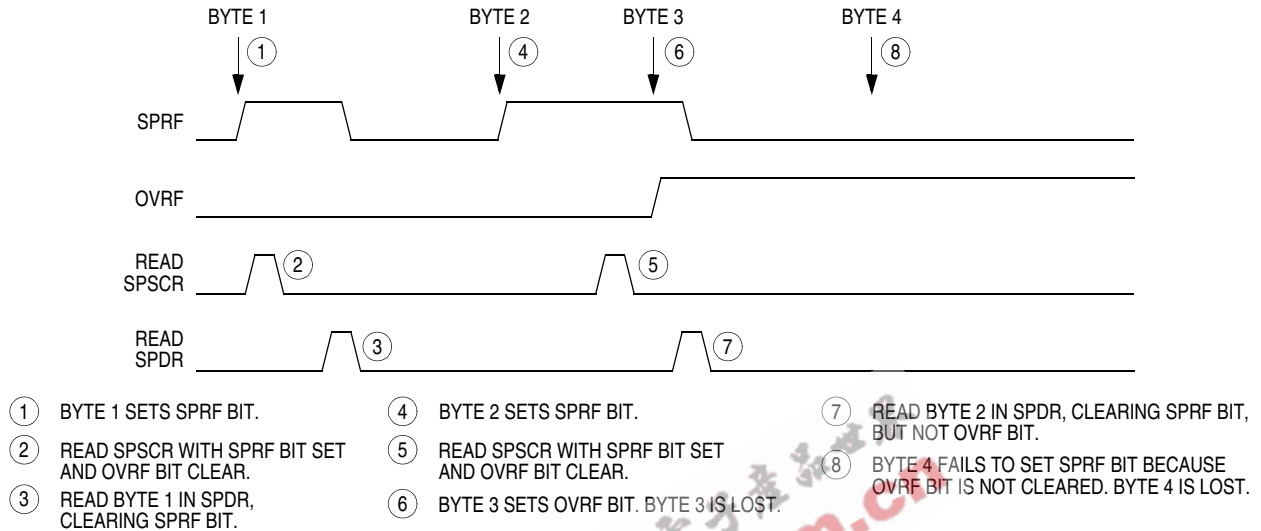 BYTE 1 BYTE 2 BYTE 3 BYTE 4
1 4 6 8
SPRF
OVRF
READ
SPSCR
2 5
READ
SPDR
3 7
1 BYTE 1 SETS SPRF BIT.
2 READ SPSCR WITH SPRF BIT SET
AND OVRF BIT CLEAR.
3 READ BYTE 1 IN SPDR,
CLEARING SPRF BIT.
4 BYTE 2 SETS SPRF BIT.
5 READ SPSCR WITH SPRF BIT SET
AND OVRF BIT CLEAR.
6 BYTE 3 SETS OVRF BIT. BYTE 3 IS LOST.
7 READ BYTE 2 IN SPDR, CLEARING SPRF BIT,
BUT NOT OVRF BIT.
8 BYTE 4 FAILS TO SET SPRF BIT BECAUSE
OVRF BIT IS NOT CLEARED. BYTE 4 IS LOST.